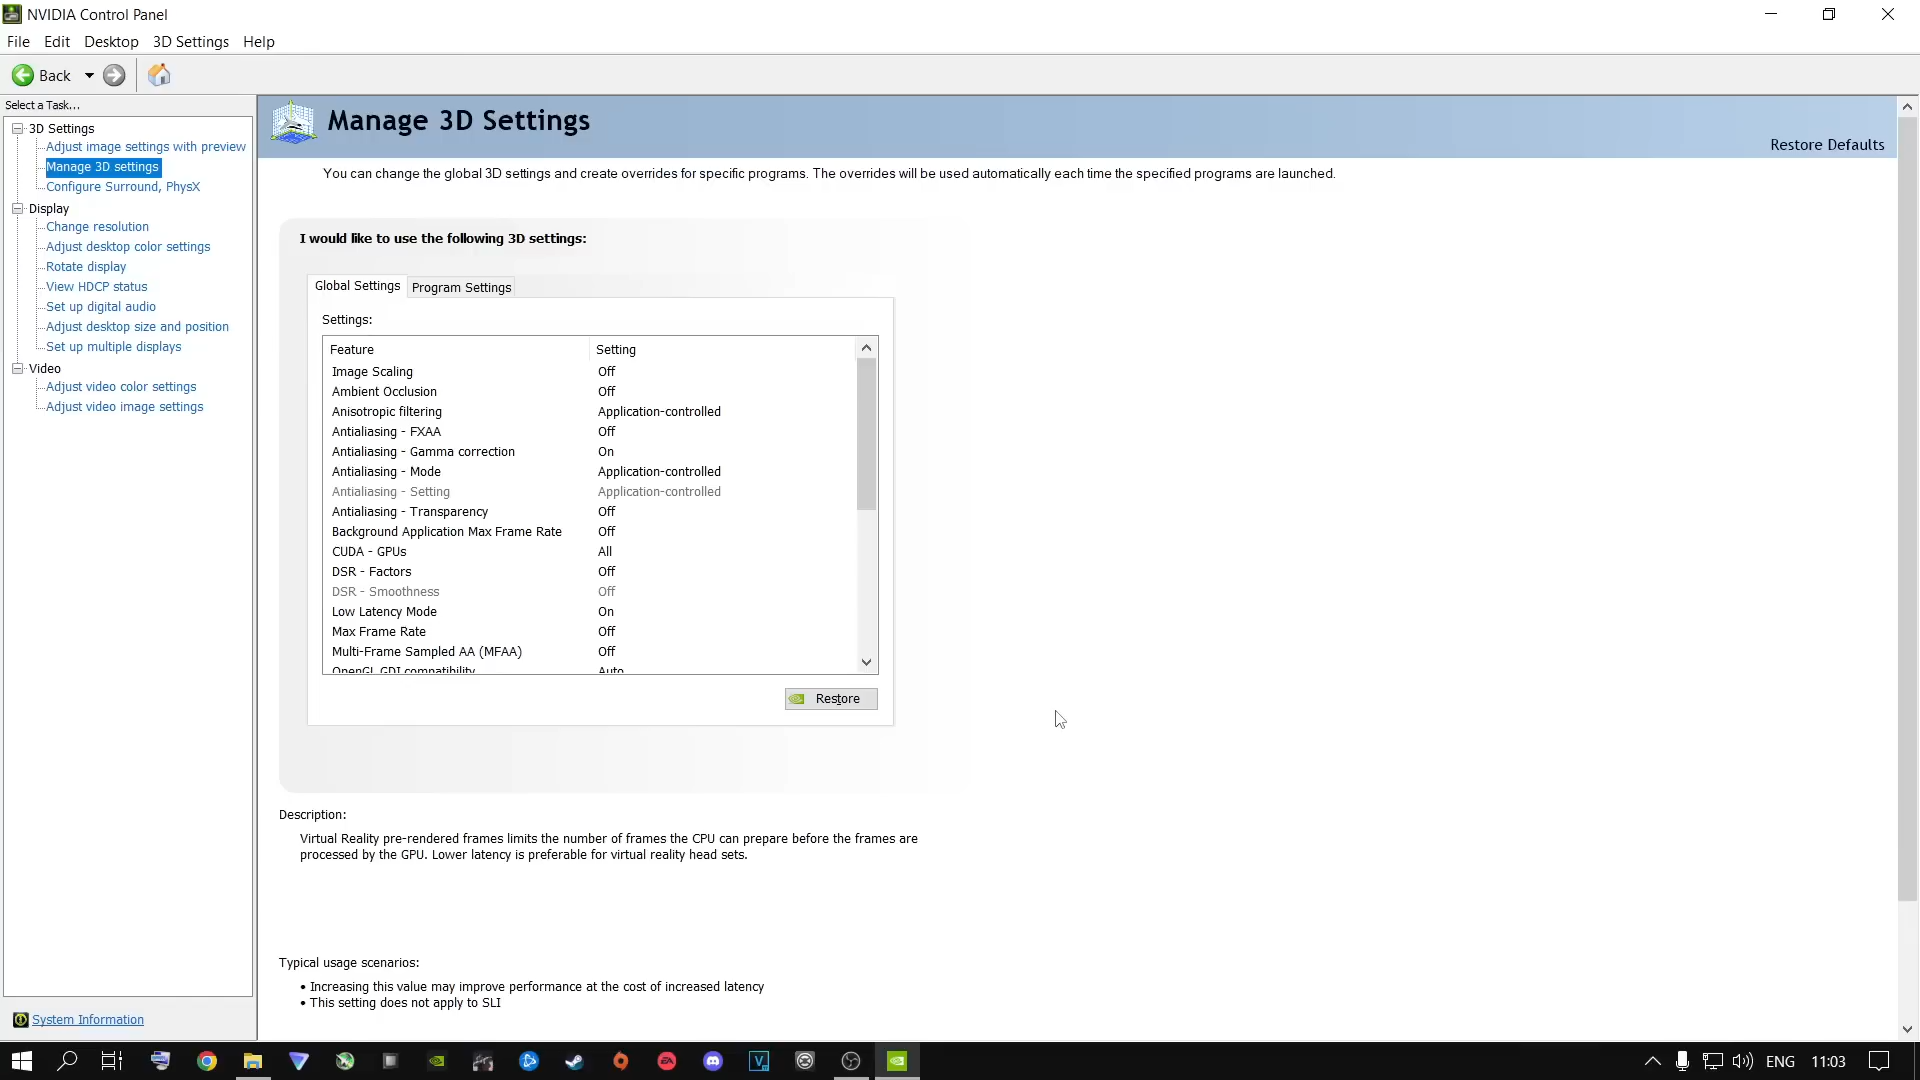 NVIDIA Control Panel
File Edit Desktop 3D Settings Help
Back
Select a Task...
3D Settings
Adjust image settings with preview
Manage 3D settings
Configure Surround, PhysX
Display
Change resolution
Adjust desktop color settings
Rotate display
View HDCP status
Set up digital audio
Adjust desktop size and position
Set up multiple displays
Video
Adjust video color settings
Adjust video image settings
System Information
Manage 3D Settings
Restore Defaults
You can change the global 3D settings and create overrides for specific programs. The overrides will be used automatically each time the specified programs are launched.
I would like to use the following 3D settings:
Global Settings Program Settings
Settings:
Feature Setting
Image Scaling Off
Ambient Occlusion Off
Anisotropic filtering Application-controlled
Antialiasing - FXAA Off
Antialiasing - Gamma correction On
Antialiasing - Mode Application-controlled
Antialiasing - Setting Application-controlled
Antialiasing - Transparency Off
Background Application Max Frame Rate Off
CUDA - GPUs All
DSR - Factors Off
DSR - Smoothness Off
Low Latency Mode On
Max Frame Rate Off
Multi-Frame Sampled AA (MFAA) Off
OpenGL GDI compatibility Auto
Restore
Description:
Virtual Reality pre-rendered frames limits the number of frames the CPU can prepare before the frames are
processed by the GPU. Lower latency is preferable for virtual reality head sets.
Typical usage scenarios:
• Increasing this value may improve performance at the cost of increased latency
• This setting does not apply to SLI
EA
V
ENG 11:03